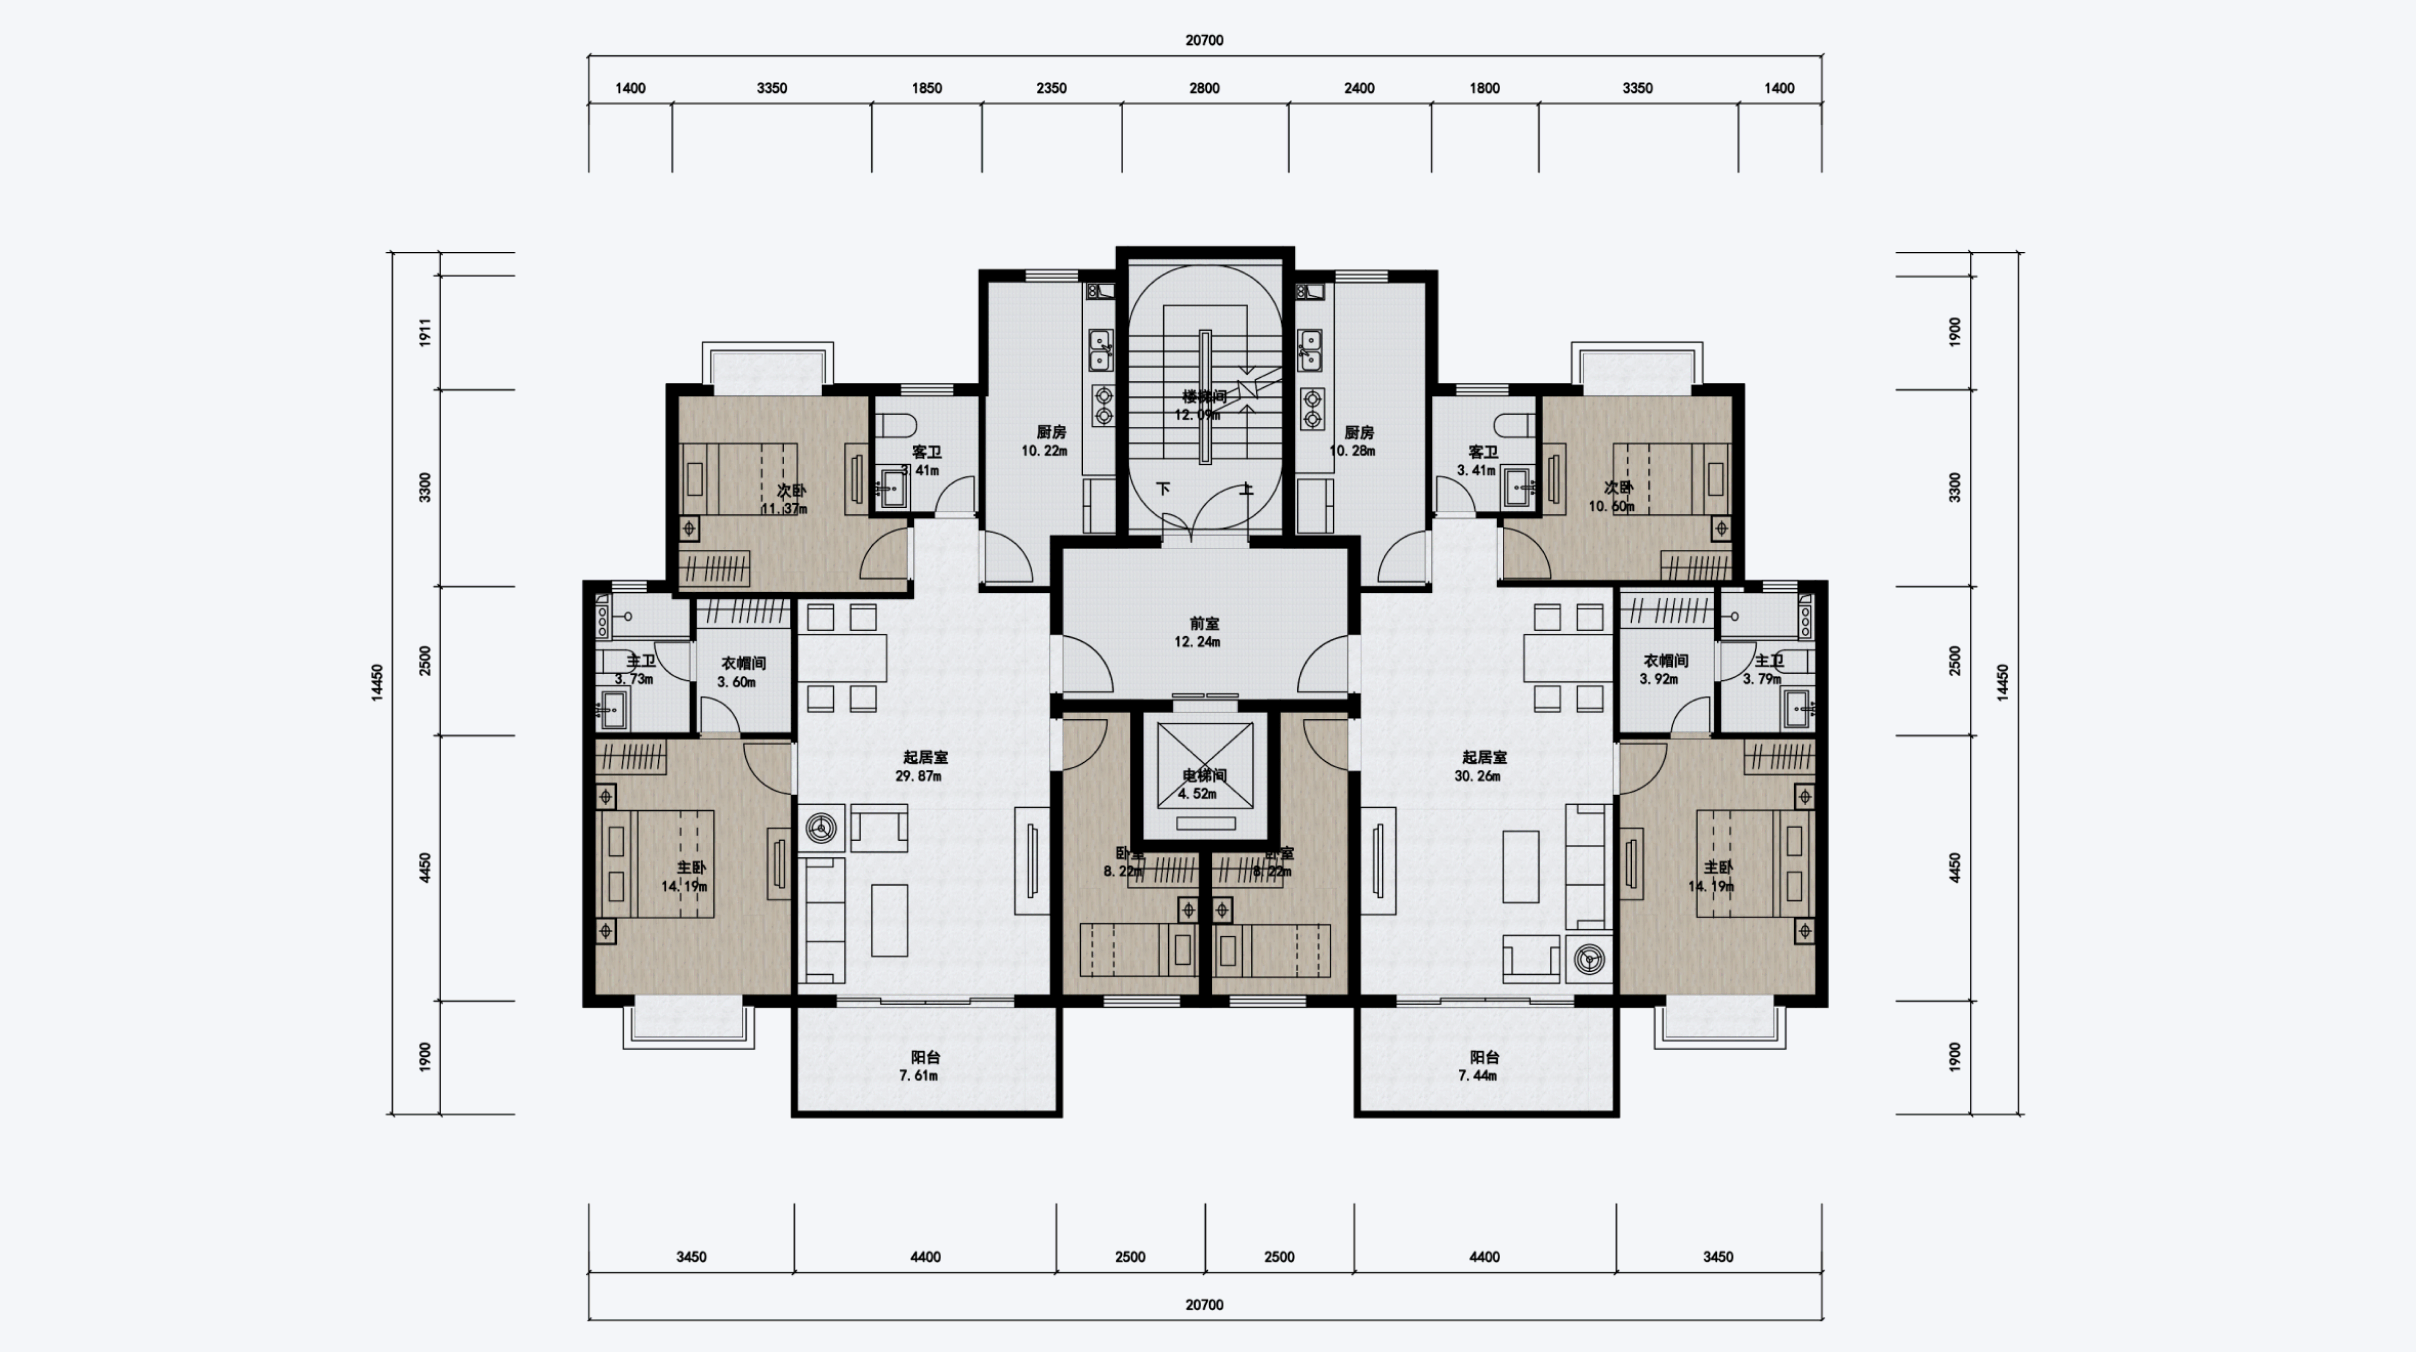 20700
1400 3350 1850 2350 2800 2400 1800 3350 1400
1911
1900
楼梯间
12.09m
厨房
10.22m
厨房
10.28m
客卫
3.41m
客卫
3.41m
次卧
11.37m
次卧
10.60m
下 上
3300
3300
前室
12.24m
主卫
3.73m
衣帽间
3.60m
衣帽间
3.92m
主卫
3.79m
2500
2500
14450
14450
起居室
29.87m
电梯间
4.52m
起居室
30.26m
主卧
14.19m
卧室
8.22m
卧室
8.22m
主卧
14.19m
4450
4450
阳台
7.61m
阳台
7.44m
1900
1900
3450 4400 2500 2500 4400 3450
20700